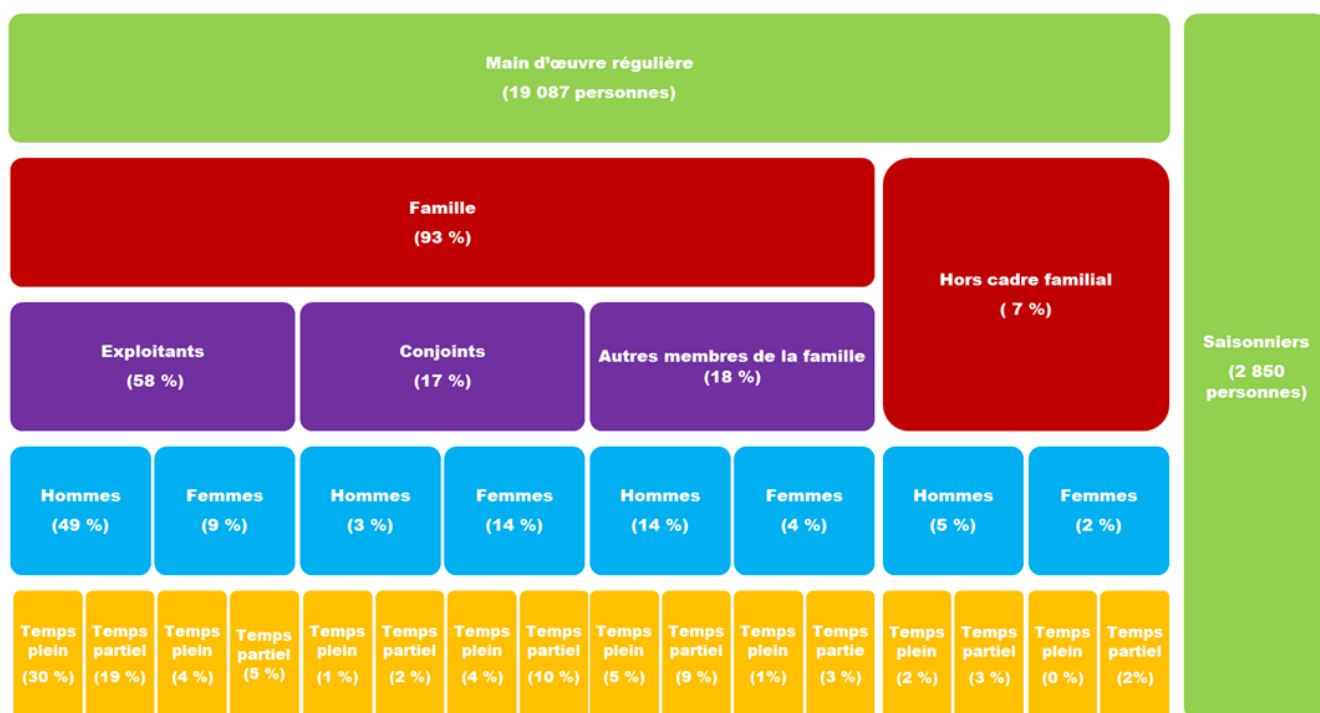 Main d’œuvre régulière
(19 087 personnes)
Famille
(93 %)
Hors cadre familial
( 7 %)
Saisonniers
(2 850
personnes)
Exploitants
(58 %)
Conjoints
(17 %)
Autres membres de la famille
(18 %)
Hommes
(49 %)
Femmes
(9 %)
Hommes
(3 %)
Femmes
(14 %)
Hommes
(14 %)
Femmes
(4 %)
Hommes
(5 %)
Femmes
(2 %)
Temps
plein
(30 %)
Temps
partiel
(19 %)
Temps
plein
(4 %)
Temps
partiel
(5 %)
Temps
plein
(1 %)
Temps
partiel
(2 %)
Temps
plein
(4 %)
Temps
partiel
(10 %)
Temps
plein
(5 %)
Temps
partiel
(9 %)
Temps
plein
(1%)
Temps
partie
(3 %)
Temps
plein
(2 %)
Temps
partiel
(3 %)
Temps
plein
(0 %)
Temps
partiel
(2%)